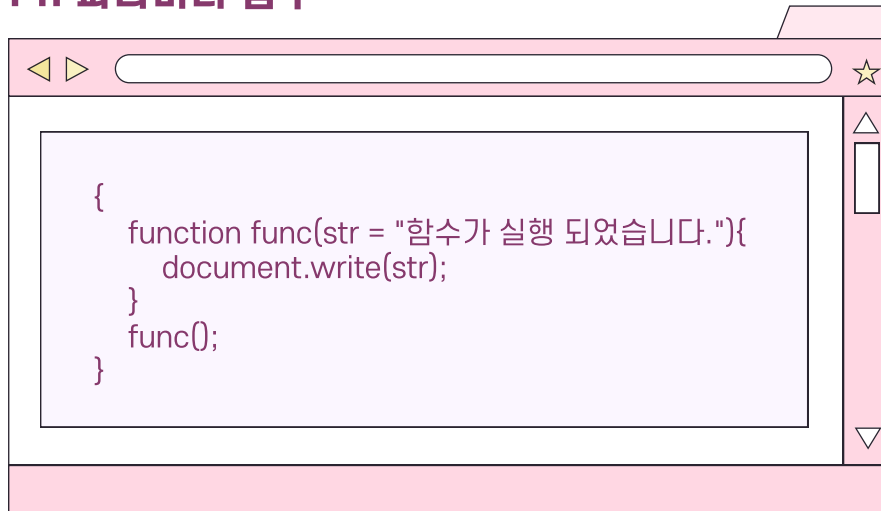 {
function func(str = "함수가 실행 되었습니다."){
document.write(str);
}
func();
}